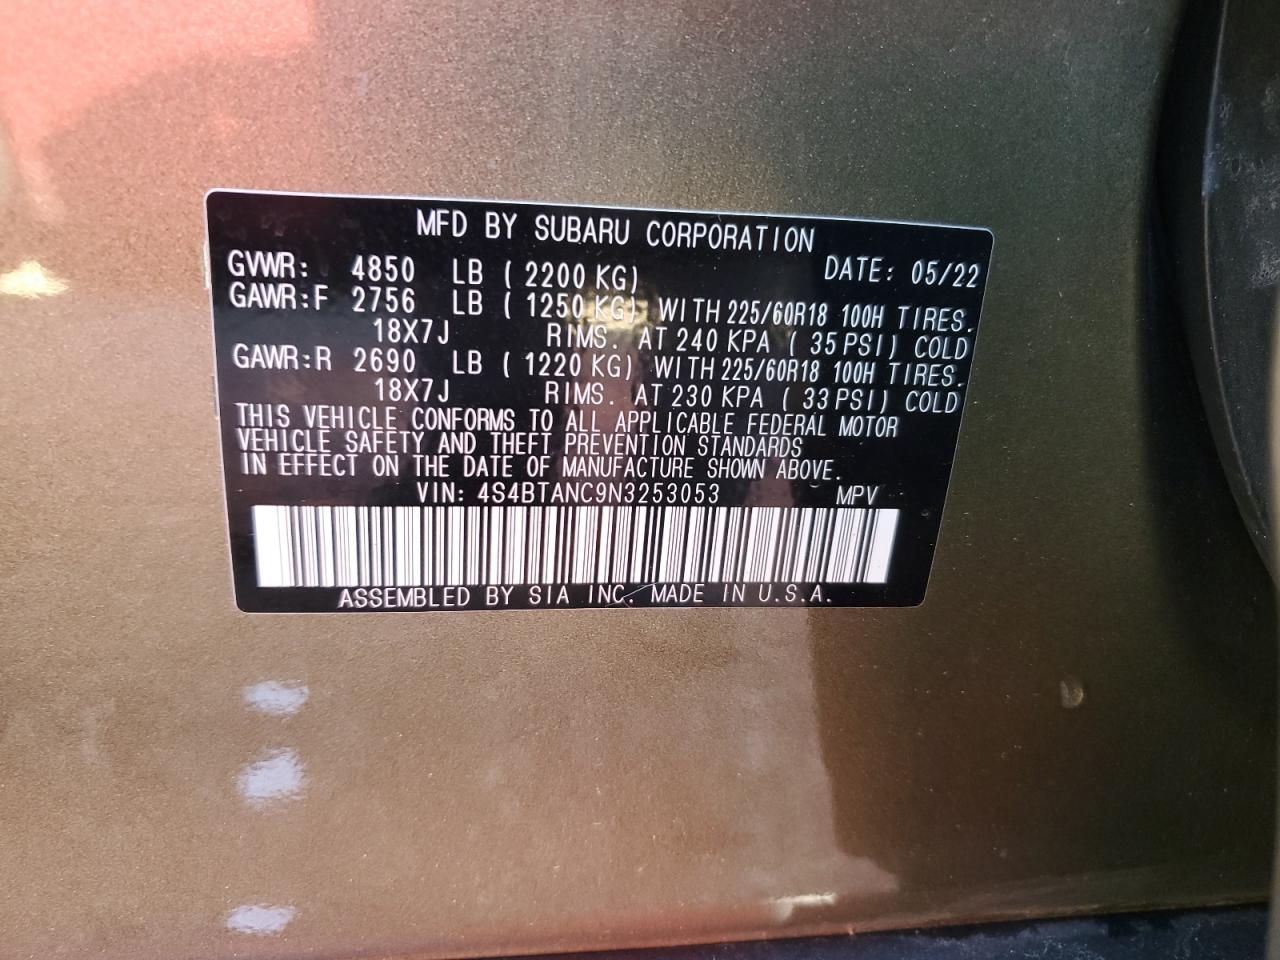 MFD BY SUBARU CORPORATION
GVWR: 4850 LB ( 2200 KG) DATE: 05/22
GAWR:F 2756 LB ( 1250 KG) WITH 225/60R18 100H TIRES.
18X7J RIMS. AT 240 KPA ( 35 PSI) COLD
GAWR:R 2690 LB ( 1220 KG) WITH 225/60R18 100H TIRES.
18X7J RIMS. AT 230 KPA ( 33 PSI) COLD
THIS VEHICLE CONFORMS TO ALL APPLICABLE FEDERAL MOTOR
VEHICLE SAFETY AND THEFT PREVENTION STANDARDS
IN EFFECT ON THE DATE OF MANUFACTURE SHOWN ABOVE.
VIN: 4S4BTANC9N3253053 MPV
ASSEMBLED BY SIA INC. MADE IN U.S.A.